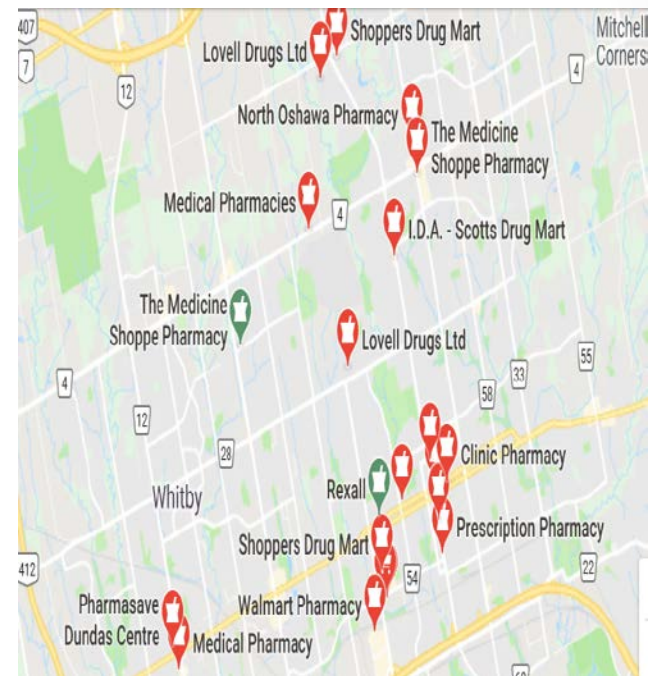 407
7
12
Lovell Drugs Ltd
Shoppers Drug Mart
Mitchell
Corners
4
North Oshawa Pharmacy
The Medicine
Shoppe Pharmacy
Medical Pharmacies
4
I.D.A. - Scotts Drug Mart
The Medicine
Shoppe Pharmacy
Lovell Drugs Ltd
4
12
28
55
33
58
Clinic Pharmacy
Rexall
Whitby
Prescription Pharmacy
Shoppers Drug Mart
412
54
22
Walmart Pharmacy
Pharmasave
Dundas Centre
Medical Pharmacy